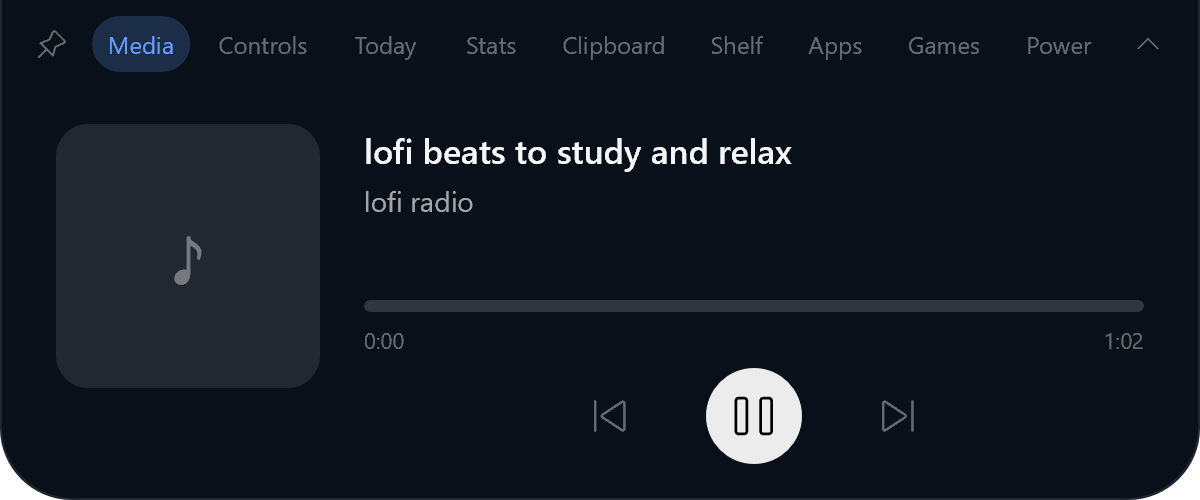 Media Controls Today Stats Clipboard Shelf Apps Games Power
lofi beats to study and relax
lofi radio
0:00 1:02